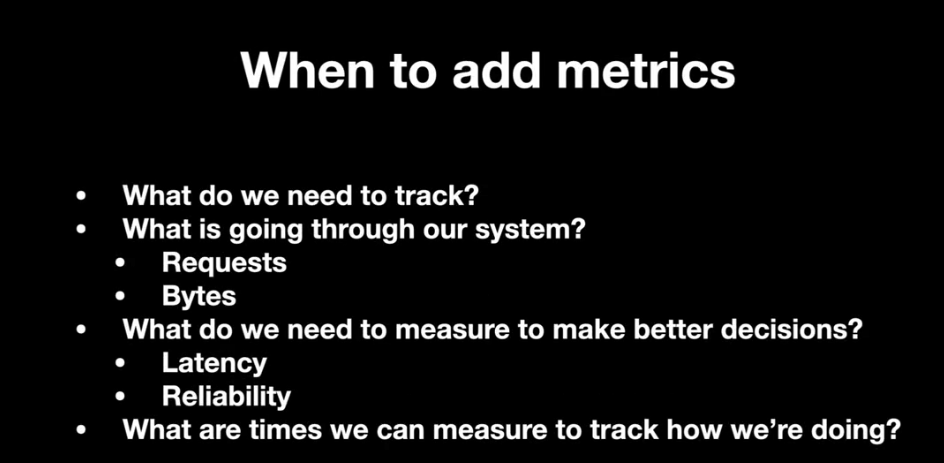 When to add metrics
• What do we need to track?
• What is going through our system?
• Requests
• Bytes
• What do we need to measure to make better decisions?
• Latency
• Reliability
• What are times we can measure to track how we’re doing?